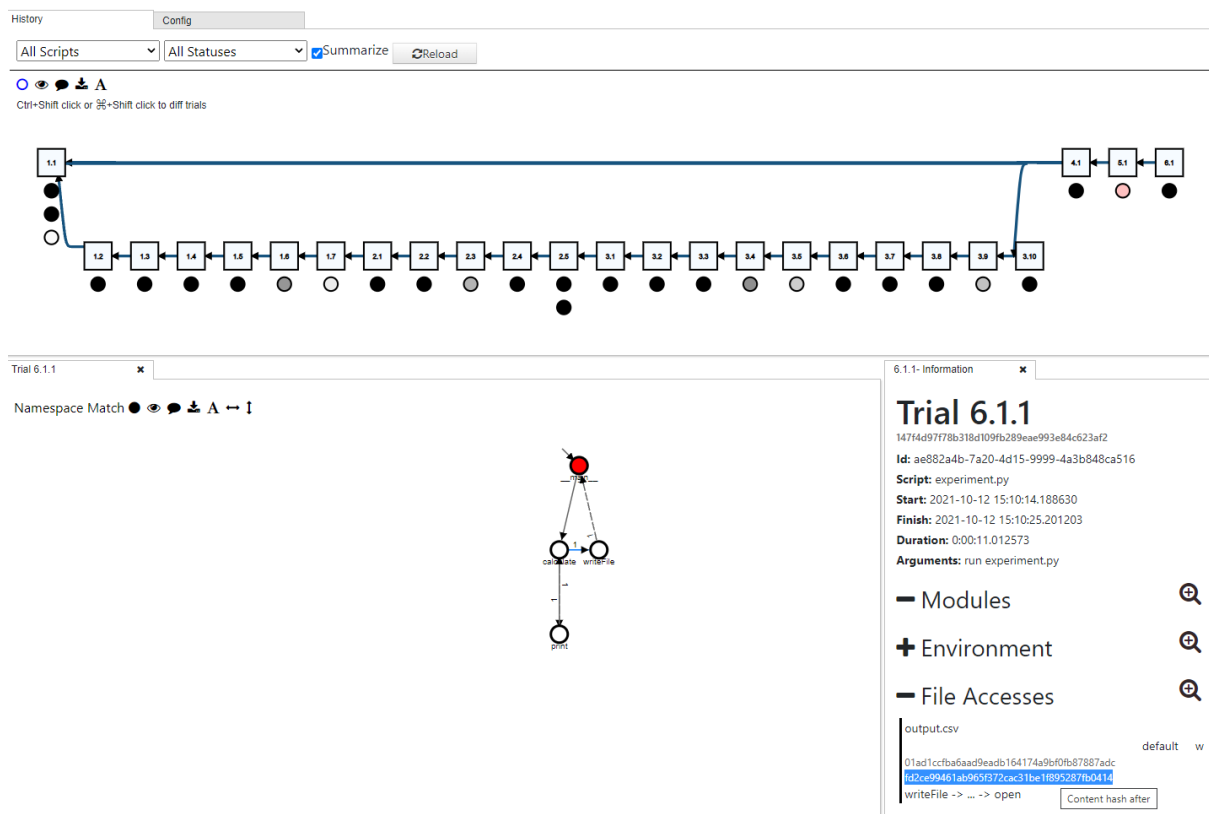 History
Config
All Scripts All Statuses Summarize Reload
A
Ctrl+Shift click or ⌘+Shift click to diff trials
1.1 4.1 5.1 6.1
1.2 1.3 1.4 1.5 1.6 1.7 2.1 2.2 2.3 2.4 2.5 3.1 3.2 3.3 3.4 3.5 3.6 3.7 3.8 3.9 3.10
Trial 6.1.1
Namespace Match A
__main__
1
calculate writeFile
1
1
1
print
6.1.1- Information
Trial 6.1.1
147f4d97f78b318d109fb289eae993e84c623af2
Id: ae882a4b-7a20-4d15-9999-4a3b848ca516
Script: experiment.py
Start: 2021-10-12 15:10:14.188630
Finish: 2021-10-12 15:10:25.201203
Duration: 0:00:11.012573
Arguments: run experiment.py
Modules
Environment
File Accesses
output.csv
default w
01ad1ccfba6aad9eadb164174a9bf0fb87887adc
fd2ce99461ab965f372cac31be1f895287fb0414
writeFile -> ... -> open
Content hash after